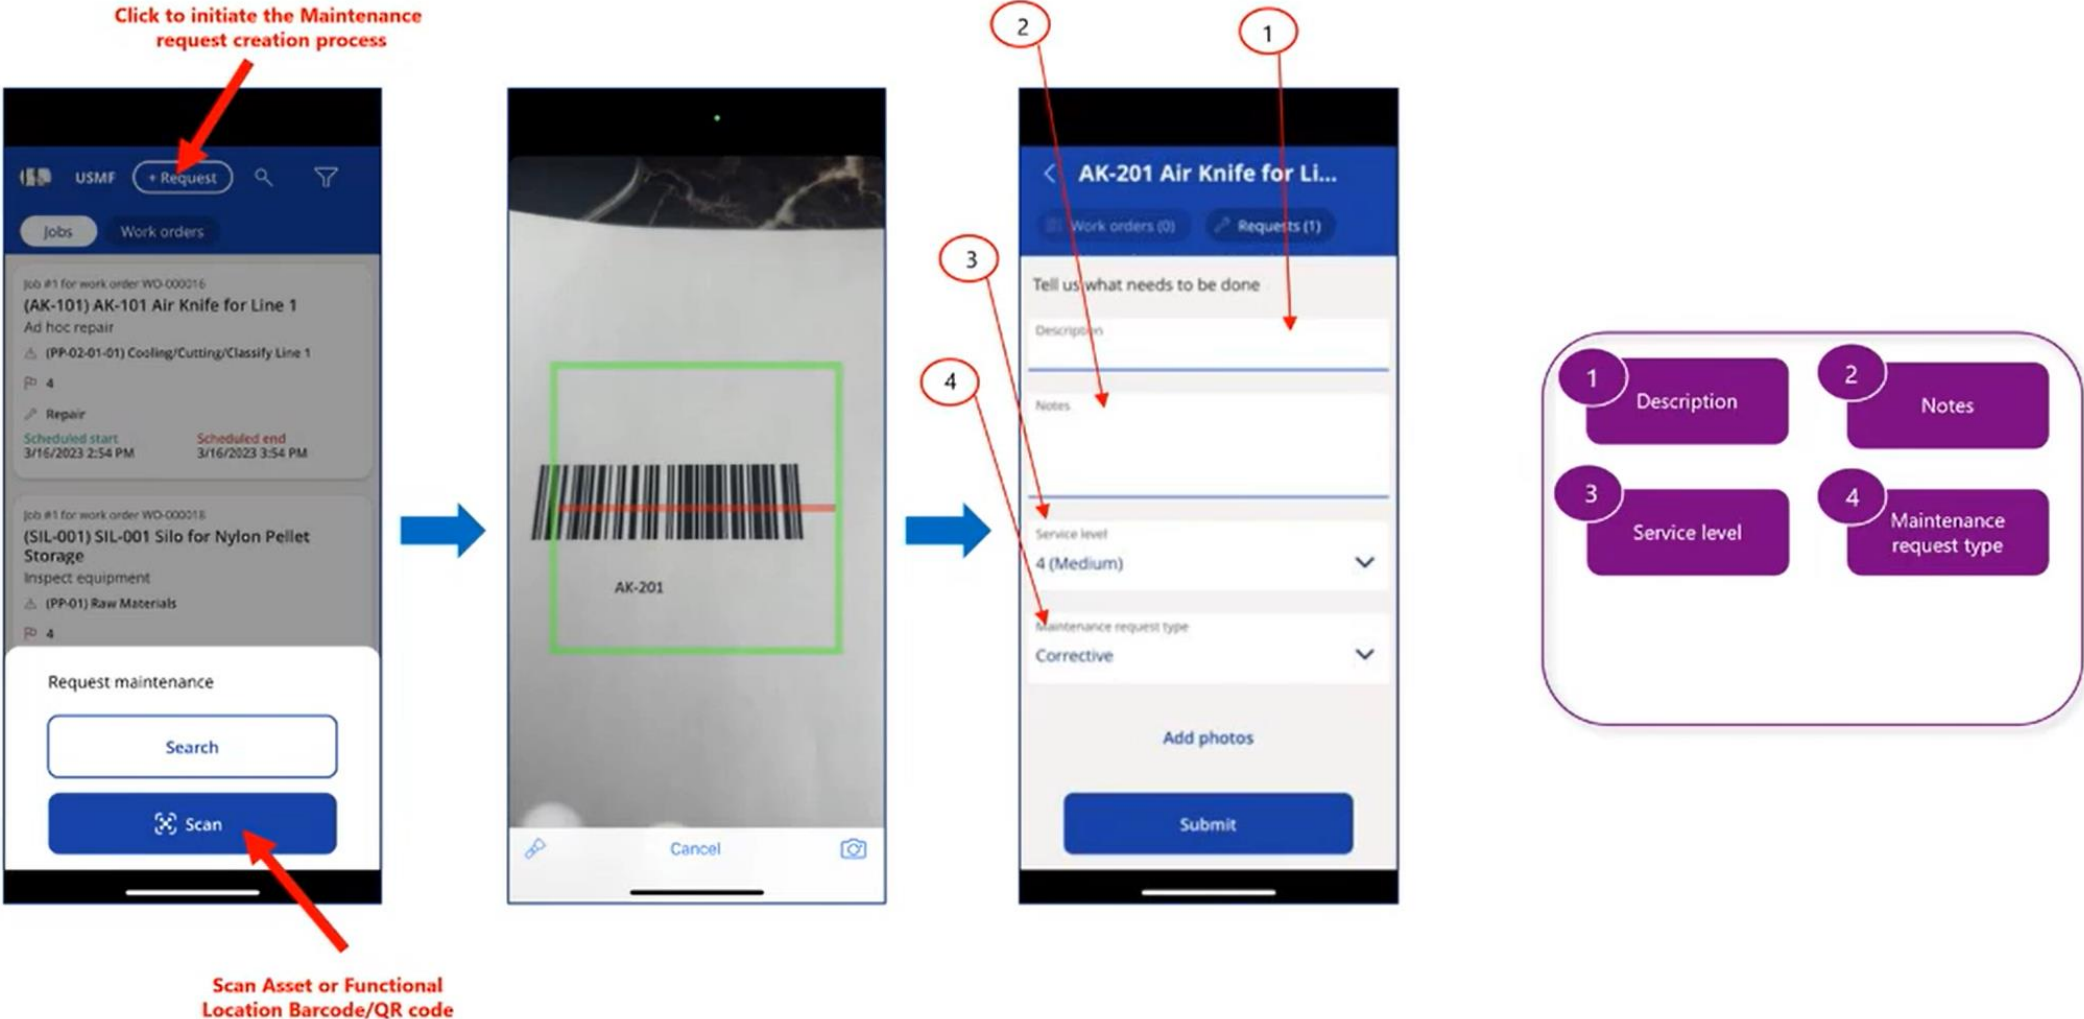 Click to initiate the Maintenance
request creation process
USMF
+ Request
Jobs
Work orders
Job #1 for work order WO-000016
(AK-101) AK-101 Air Knife for Line 1
Ad hoc repair
(PP-02-01-01) Cooling/Cutting/Classify Line 1
4
Repair
Scheduled start
Scheduled end
3/16/2023 2:54 PM
3/16/2023 3:54 PM
Job #1 for work order WO-000018
(SIL-001) SIL-001 Silo for Nylon Pellet
Storage
Inspect equipment
(PP-01) Raw Materials
4
Request maintenance
Search
Scan
Scan Asset or Functional
Location Barcode/QR code
AK-201
Cancel
2
1
3
4
AK-201 Air Knife for Li...
Work orders (0)
Requests (1)
Tell us what needs to be done
Description
Notes
Service level
4 (Medium)
Maintenance request type
Corrective
Add photos
Submit
1
Description
2
Notes
3
Service level
4
Maintenance
request type